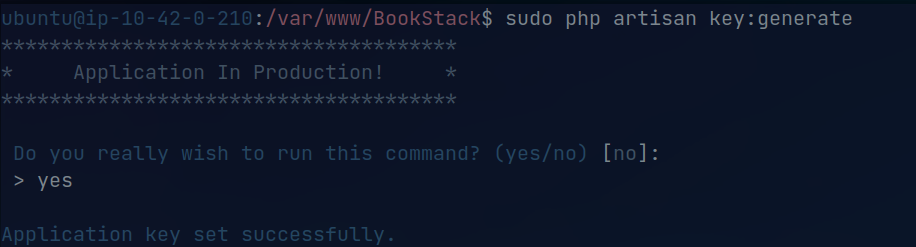 ubuntu@ip-10-42-0-210:/var/www/BookStack$ sudo php artisan key:generate
**************************************
*     Application In Production!     *
**************************************
Do you really wish to run this command? (yes/no) [no]:
> yes
Application key set successfully.